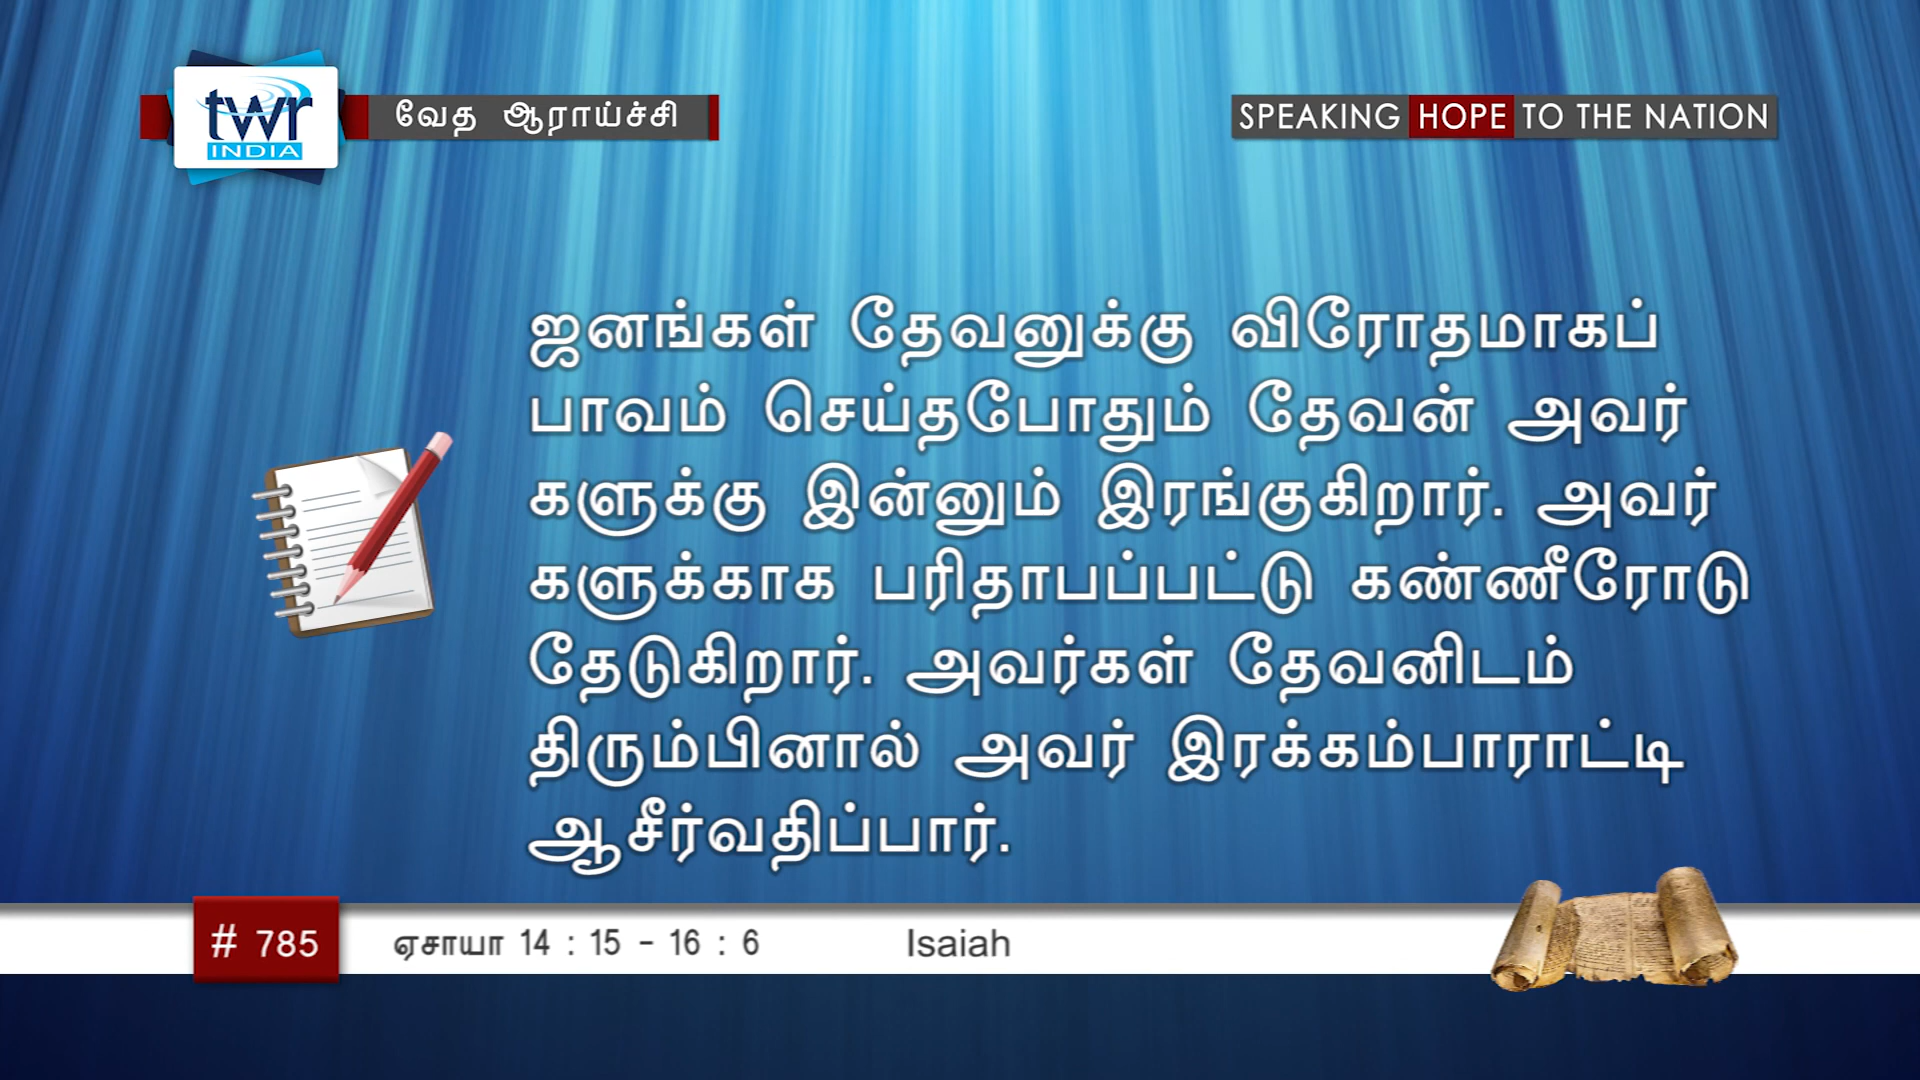 twr
INDIA
வேத ஆராய்ச்சி
SPEAKING HOPE TO THE NATION
ஜனங்கள் தேவனுக்கு விரோதமாகப்
பாவம் செய்தபோதும் தேவன் அவர்
களுக்கு இன்னும் இரங்குகிறார். அவர்
களுக்காக பரிதாபப்பட்டு கண்ணீரோடு
தேடுகிறார். அவர்கள் தேவனிடம்
திரும்பினால் அவர் இரக்கம்பாராட்டி
ஆசீர்வதிப்பார்.
# 785 ஏசாயா 14 : 15 - 16 : 6 Isaiah